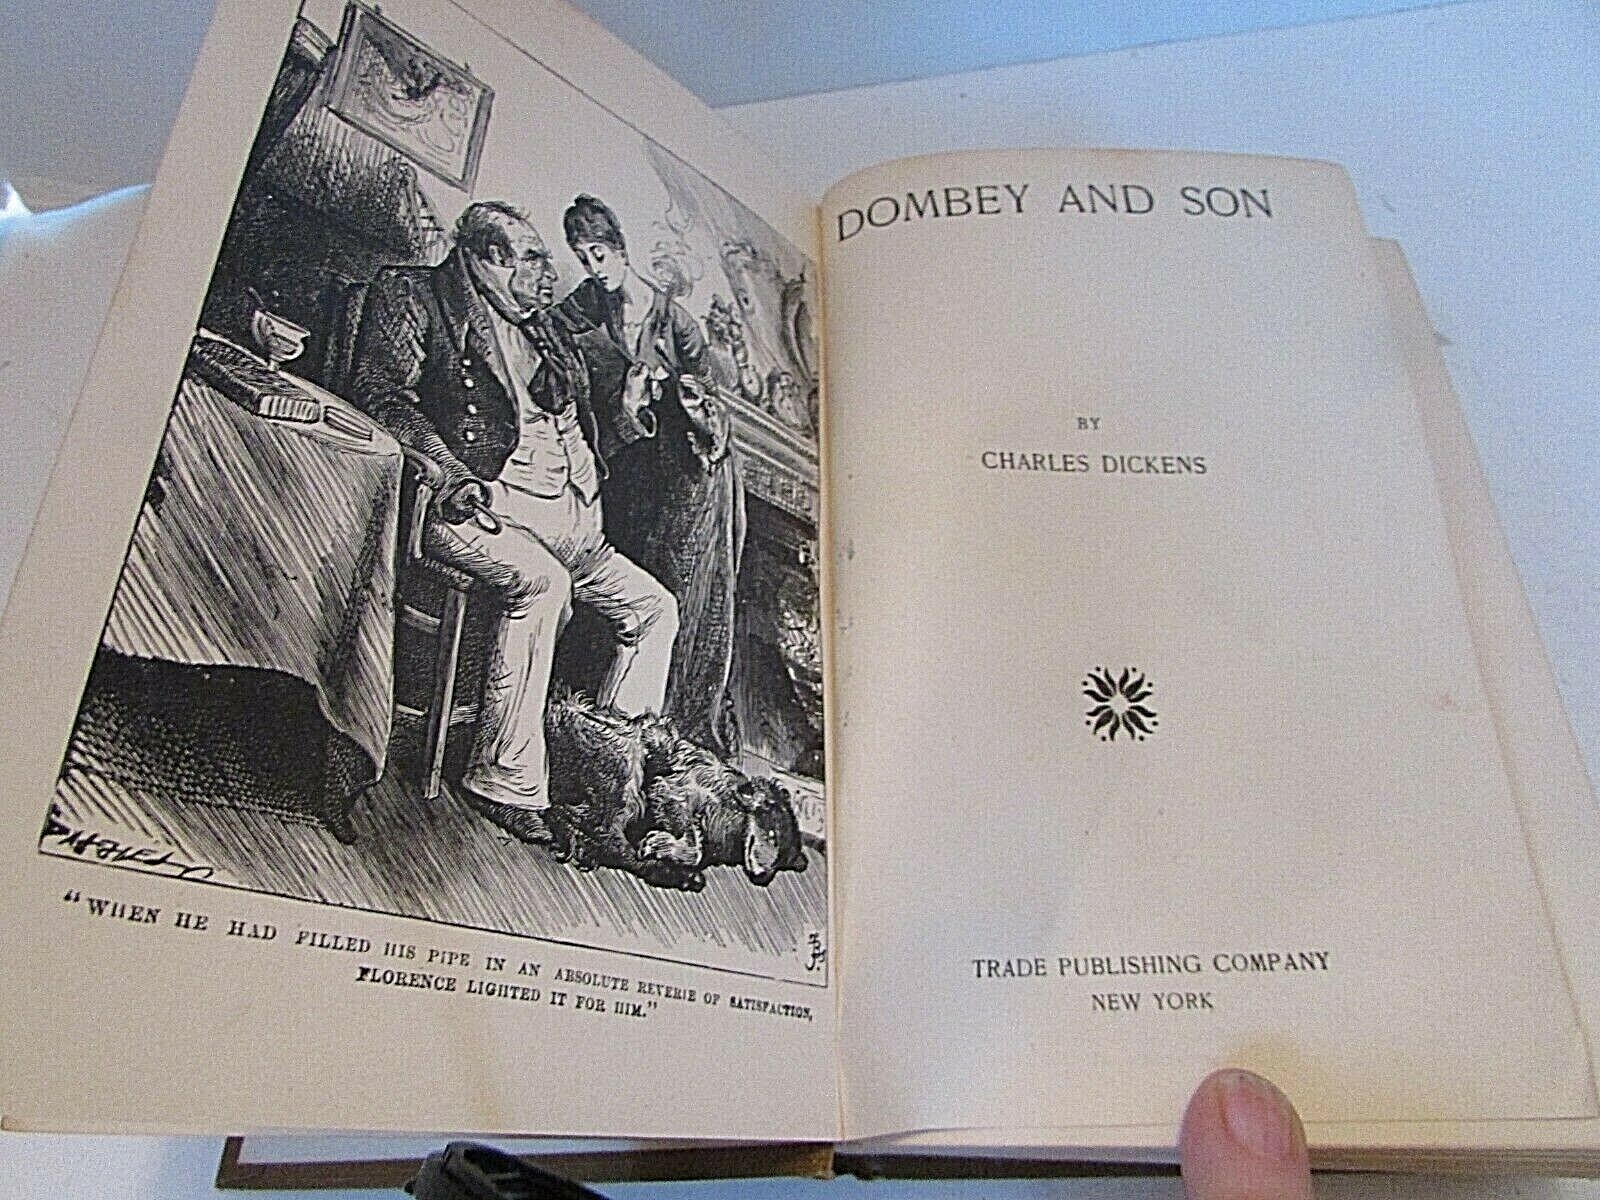 "WHEN HE HAD FILLED HIS PIPE IN AN ABSOLUTE REVERIE OF SATISFACTION,
FLORENCE LIGHTED IT FOR HIM."
DOMBEY AND SON
BY
CHARLES DICKENS
TRADE PUBLISHING COMPANY
NEW YORK